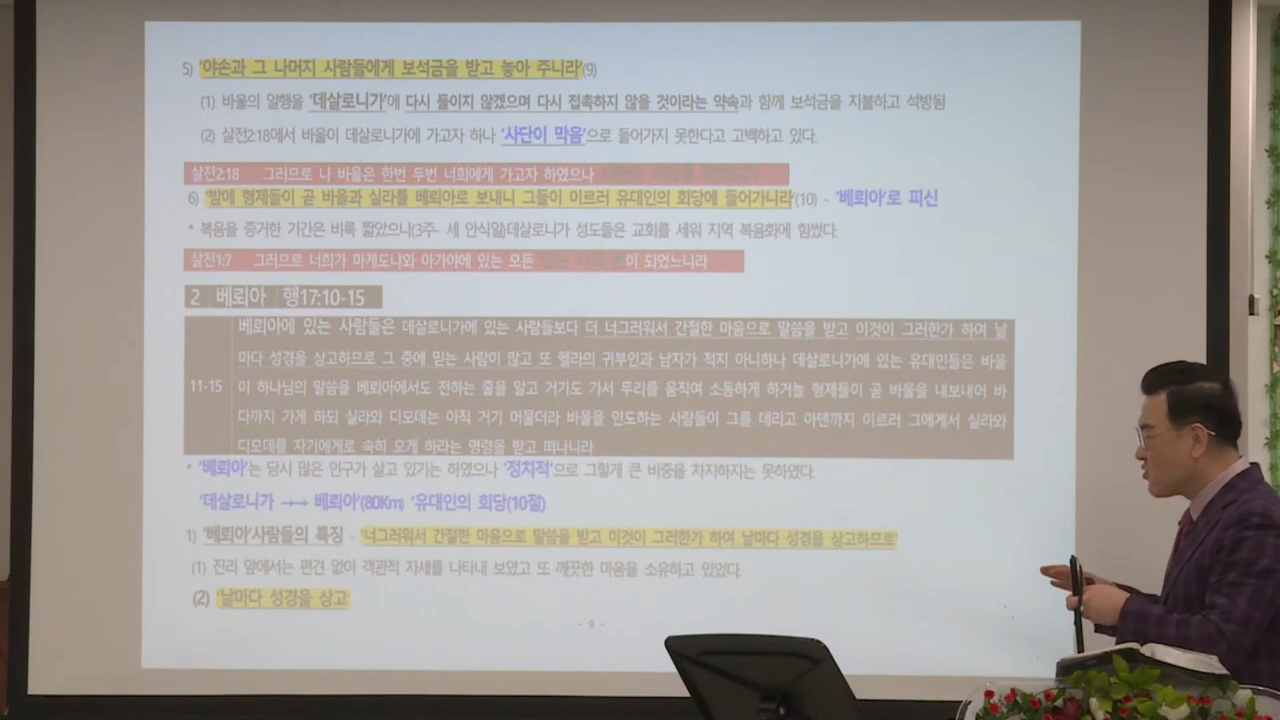 5) '야손과 그 나머지 사람들에게 보석금을 받고 놓아 주니라'(9)
(1) 바울의 일행을 '데살로니가'에 다시 들이지 않겠으며 다시 접촉하지 않을 것이라는 약속과 함께 보석금을 지불하고 석방됨
(2) 살전2:18에서 바울이 데살로니가에 가고자 하나 '사단이 막음'으로 들어가지 못한다고 고백하고 있다.
살전2:18 그러므로 나 바울은 한번 두번 너희에게 가고자 하였으나
6) '밤에 형제들이 곧 바울과 실라를 베뢰아로 보내니 그들이 이르러 유대인의 회당에 들어가니라'(10) - '베뢰아'로 피신
* 복음을 증거한 기간은 비록 짧았으나(3주- 세 안식일)데살로니가 성도들은 교회를 세워 지역 복음화에 힘썼다.
살전1:7 그러므로 너희가 마게도냐와 아가야에 있는 모든 이 되었느니라
2 베뢰아 행17:10-15
베뢰아에 있는 사람들은 데살로니가에 있는 사람들보다 더 너그러워서 간절한 마음으로 말씀을 받고 이것이 그러한가 하여 날
마다 성경을 상고하므로 그 중에 믿는 사람이 많고 또 헬라의 귀부인과 남자가 적지 아니하나 데살로니가에 있는 유대인들은 바울
11-15 이 하나님의 말씀을 베뢰아에서도 전하는 줄을 알고 거기도 가서 무리를 움직여 소동하게 하거늘 형제들이 곧 바울을 내보내어 바
다까지 가게 하되 실라와 디모데는 아직 거기 머물더라 바울을 인도하는 사람들이 그를 데리고 아덴까지 이르러 그에게서 실라와
디모데를 자기에게로 속히 오게 하라는 명령을 받고 떠나니라
* '베뢰아'는 당시 많은 인구가 살고 있기는 하였으나 '정치적'으로 그렇게 큰 비중을 차지하지는 못하였다.
'데살로니가 ←→ 베뢰아'(80Km) '유대인의 회당(10절)
1) '베뢰아'사람들의 특징 - '너그러워서 간절한 마음으로 말씀을 받고 이것이 그러한가 하여 날마다 성경을 상고하므로'
(1) 진리 앞에서는 편견 없이 객관적 자세를 나타내 보였고 또 깨끗한 마음을 소유하고 있었다.
(2) '날마다 성경을 상고
- 9 -